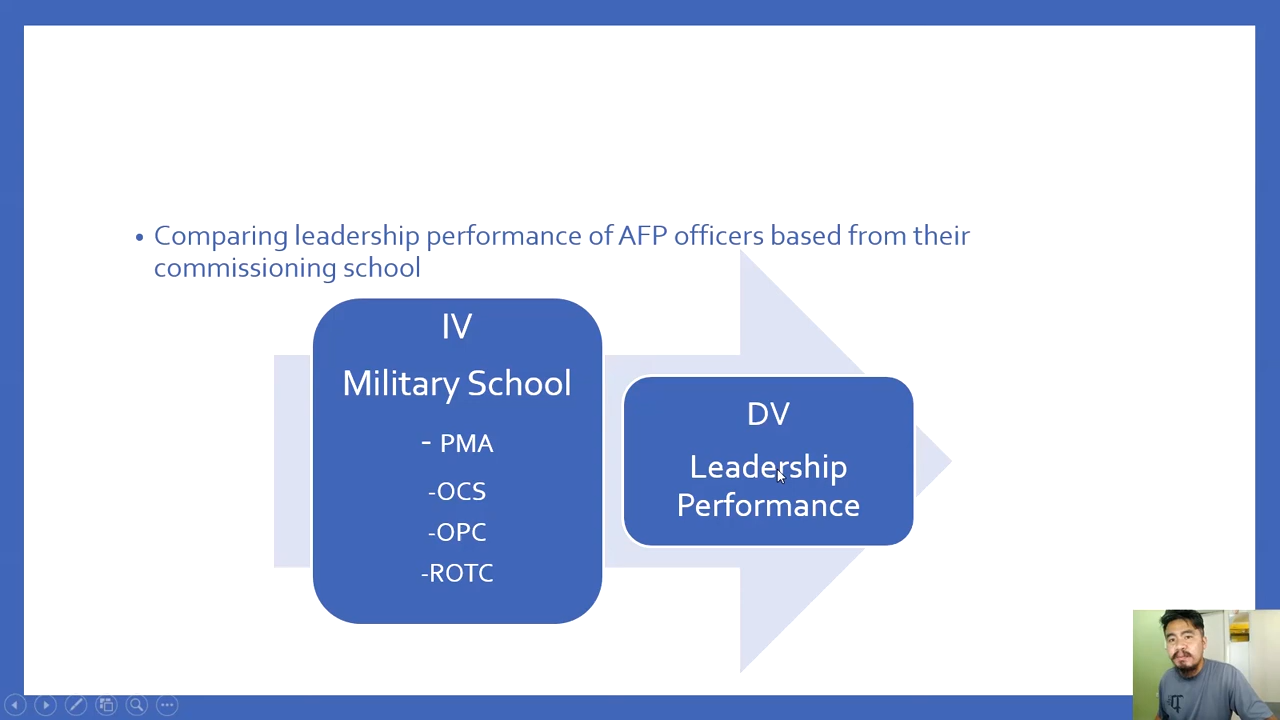 • Comparing leadership performance of AFP officers based from their
commissioning school
IV
Military School
- PMA
-OCS
-OPC
-ROTC
DV
Leadership
Performance